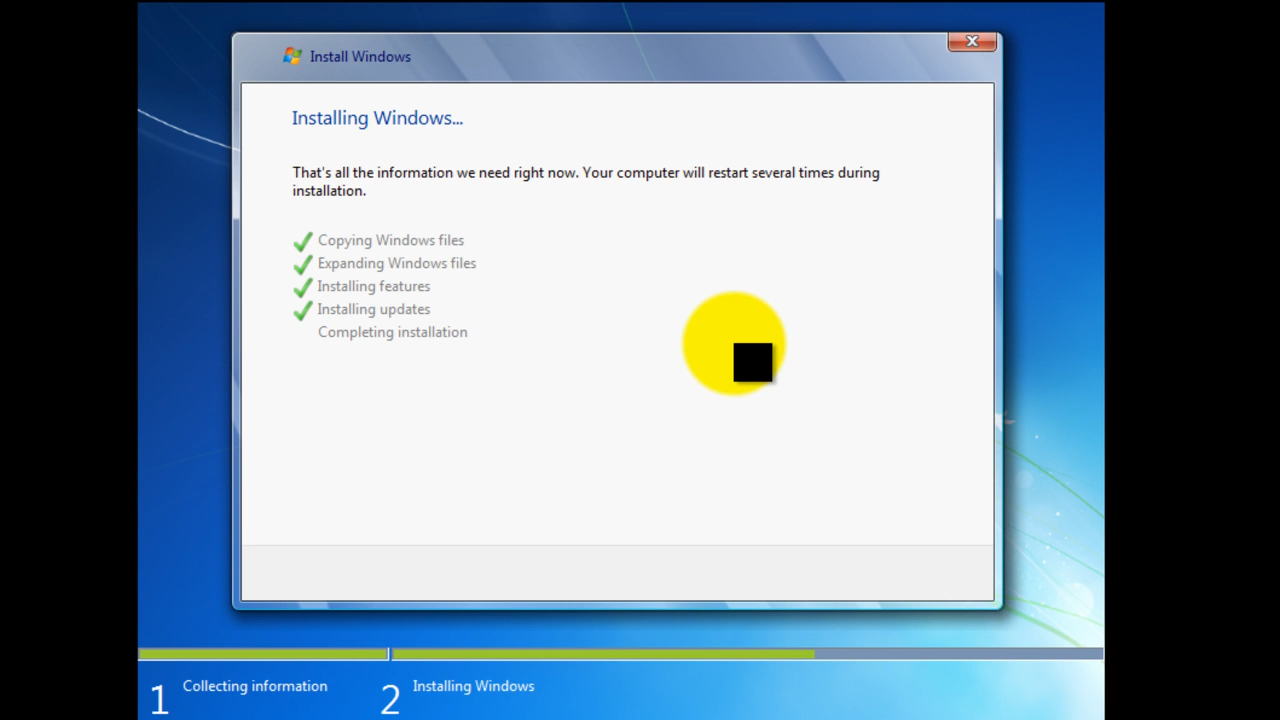 Install Windows
Installing Windows...
That's all the information we need right now. Your computer will restart several times during
installation.
Copying Windows files
Expanding Windows files
Installing features
Installing updates
Completing installation
1 Collecting information 2 Installing Windows